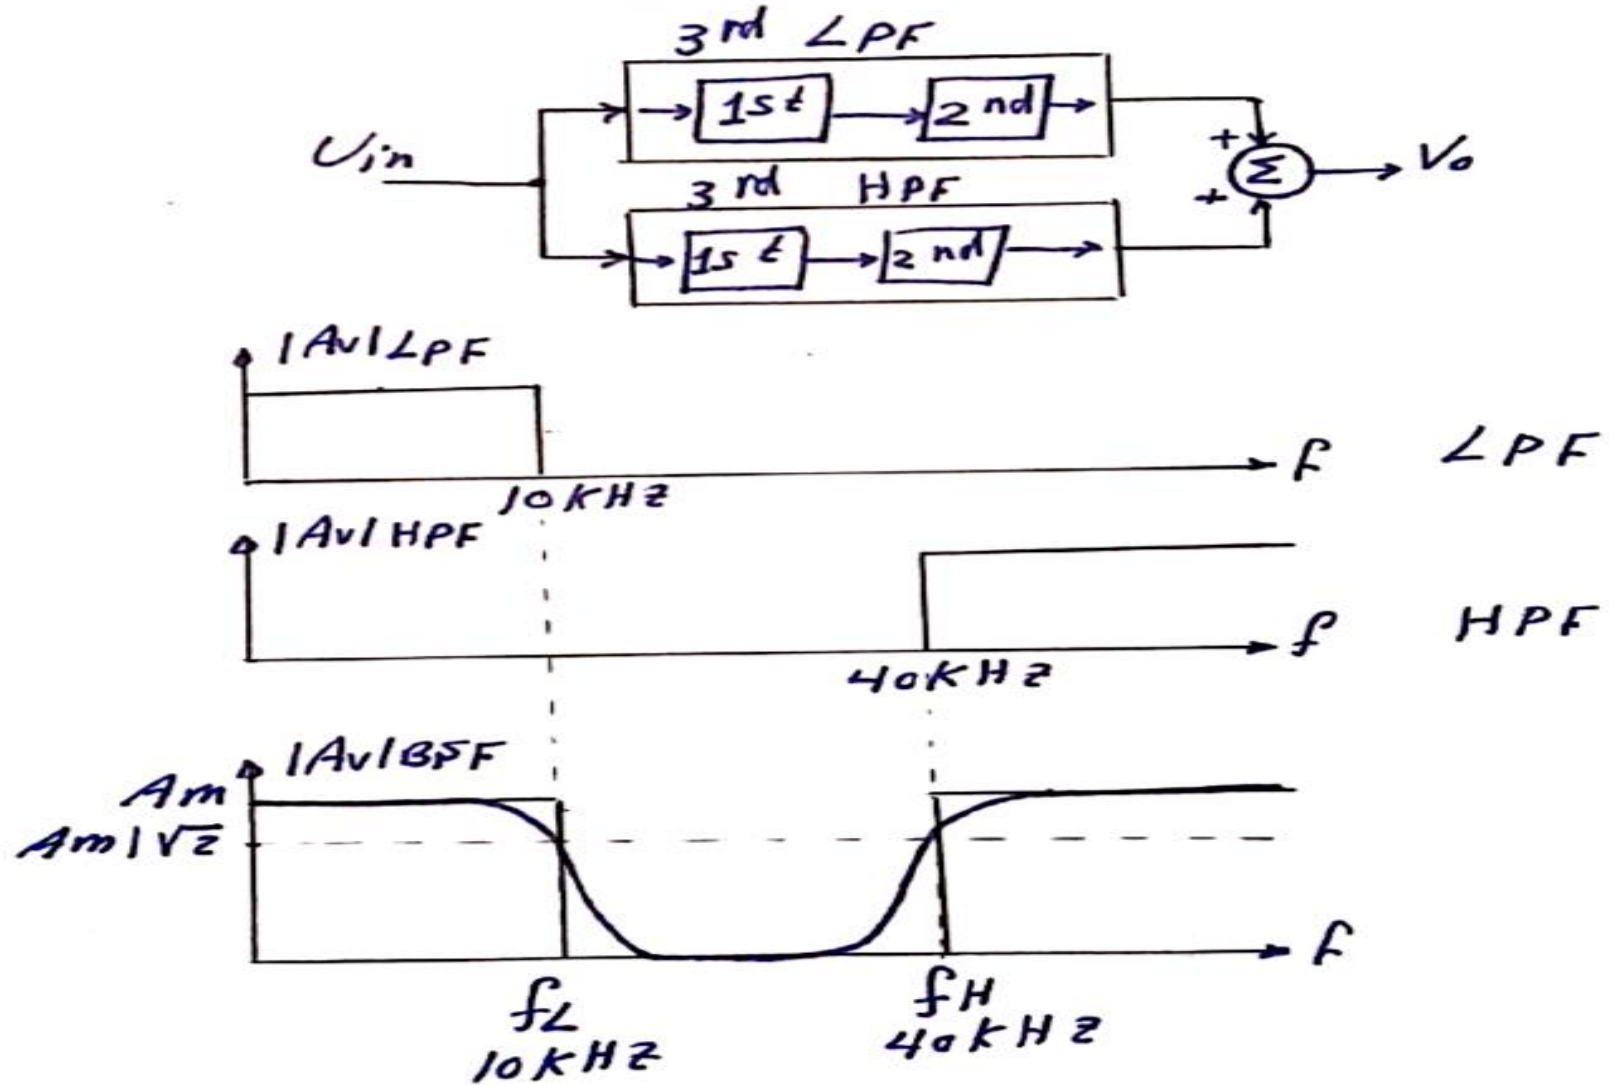 3rd LPF
1st 2nd
Uin
+
Σ Vo
+
3rd HPF
1st 2nd
|Av|LPF
f LPF
10KHZ
|Av|HPF
f HPF
40KHZ
|Av|BSF
Am
Am/√2
f
fL fH
10KHZ 40KHZ